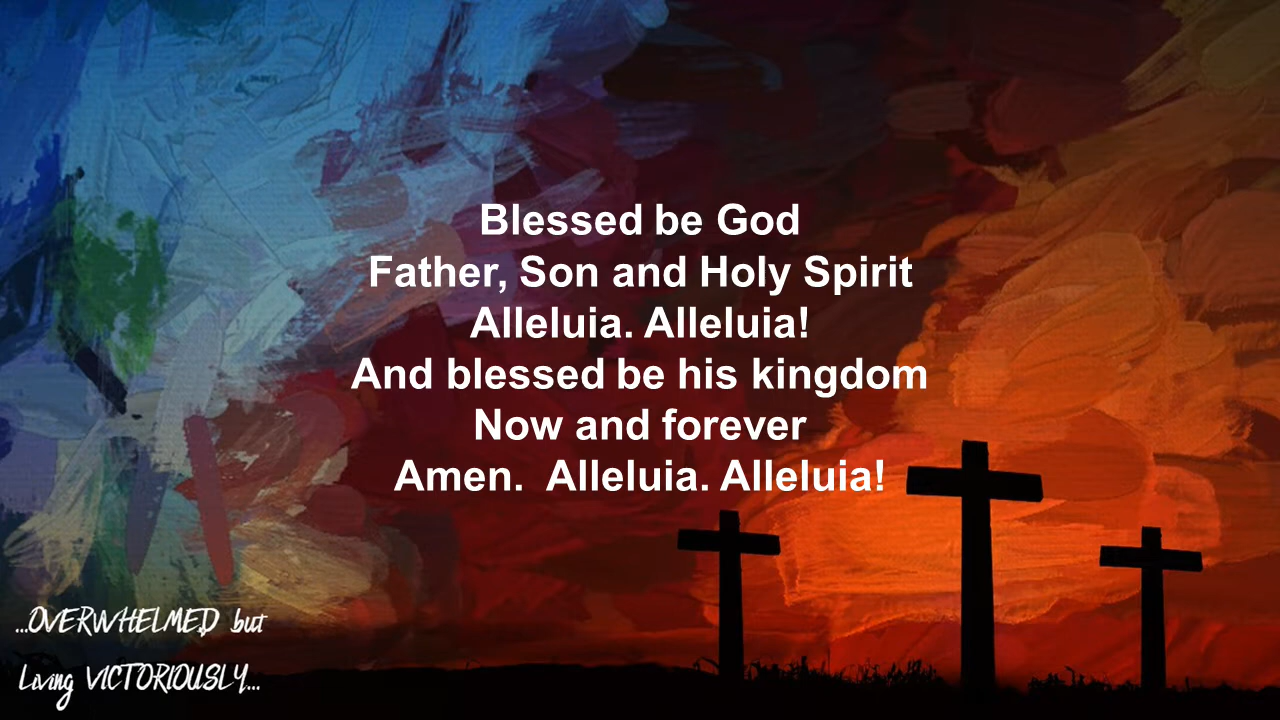 Blessed be God
Father, Son and Holy Spirit
Alleluia. Alleluia!
And blessed be his kingdom
Now and forever
Amen.  Alleluia. Alleluia!
...OVERWHELMED but
Living VICTORIOUSLY...